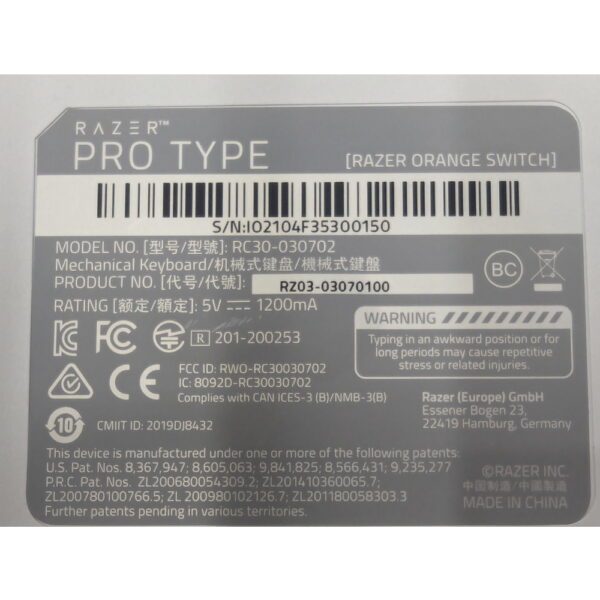 RAZER™
PRO TYPE
[RAZER ORANGE SWITCH]
S/N:IO2104F35300150
MODEL NO. [型号/型號]: RC30-030702
Mechanical Keyboard/机械式键盘/機械式鍵盤
PRODUCT NO. [代号/代號]: RZ03-03070100
RATING [额定/額定]: 5V ⎓ 1200mA
BC
WARNING
Typing in an awkward position or for
long periods may cause repetitive
stress or related injuries.
FC R 201-200253
CE
FCC ID: RWO-RC30030702
IC: 8092D-RC30030702
Complies with CAN ICES-3 (B)/NMB-3(B)
Razer (Europe) GmbH
Essener Bogen 23,
22419 Hamburg, Germany
10 CMIIT ID: 2019DJ8432
This device is manufactured under one or more of the following patents:
U.S. Pat. Nos. 8,367,947; 8,605,063; 9,841,825; 8,566,431; 9,235,277
P.R.C. Pat. Nos. ZL200680054309.2; ZL201410360065.7;
ZL200780100766.5; ZL 200980102126.7; ZL201180058303.3
Further patents pending in various territories.
©RAZER INC.
中国制造/中國製造
MADE IN CHINA